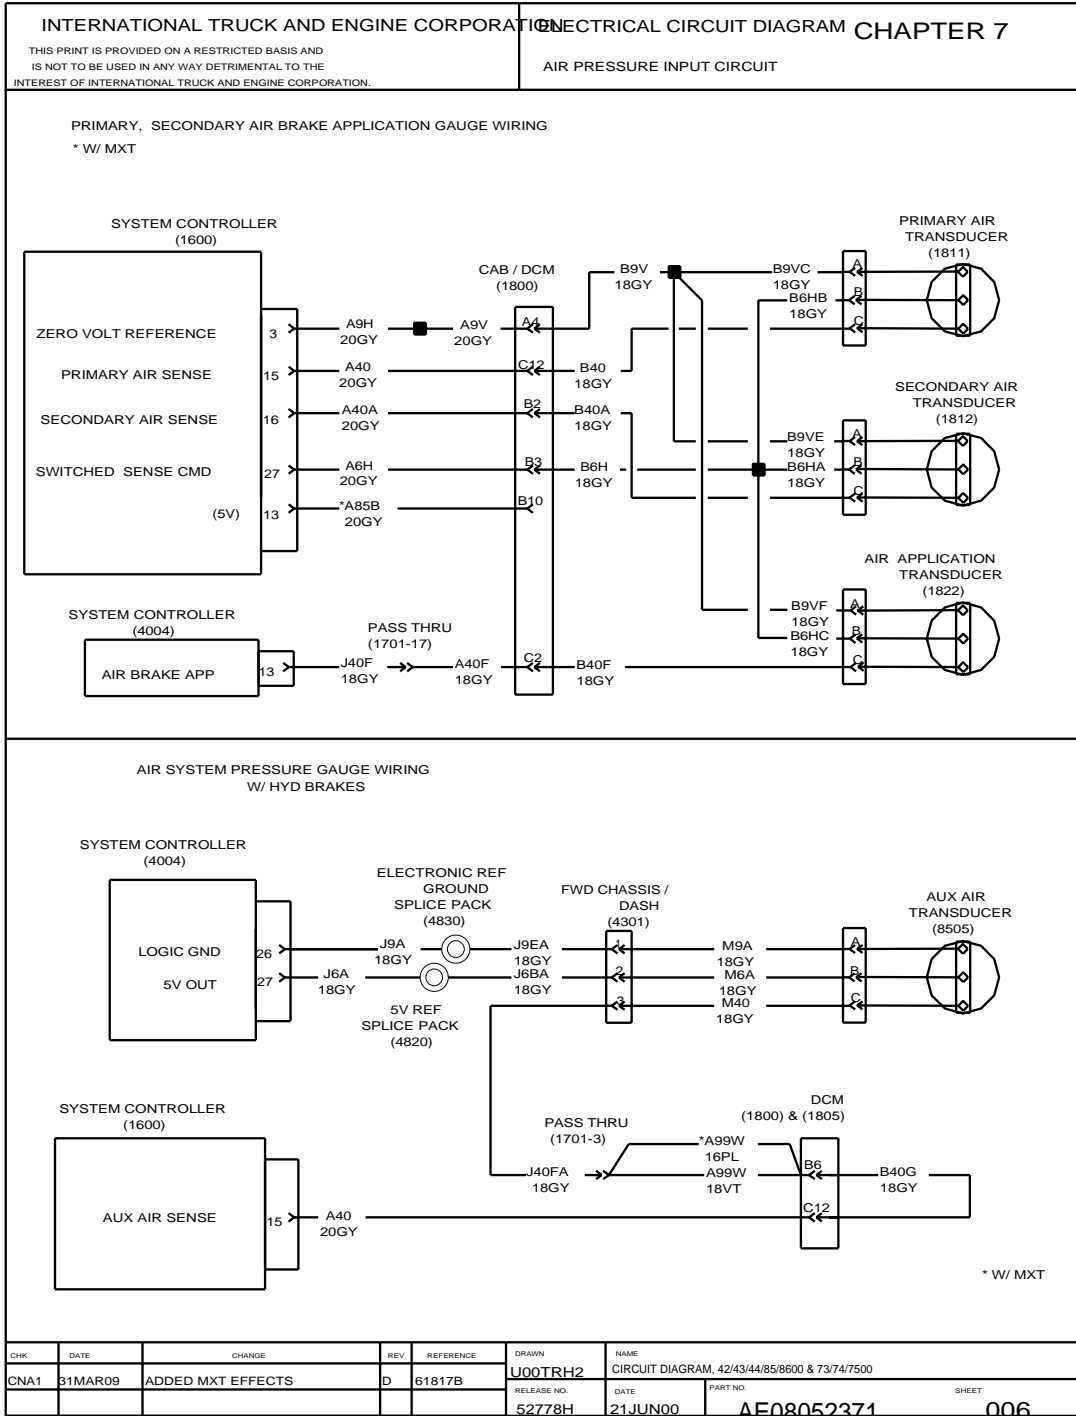 INTERNATIONAL TRUCK AND ENGINE CORPORATION
THIS PRINT IS PROVIDED ON A RESTRICTED BASIS AND
IS NOT TO BE USED IN ANY WAY DETRIMENTAL TO THE
INTEREST OF INTERNATIONAL TRUCK AND ENGINE CORPORATION.
ELECTRICAL CIRCUIT DIAGRAM
CHAPTER 7
AIR PRESSURE INPUT CIRCUIT
PRIMARY, SECONDARY AIR BRAKE APPLICATION GAUGE WIRING
* W/ MXT
SYSTEM CONTROLLER
(1600)
ZERO VOLT REFERENCE
PRIMARY AIR SENSE
SECONDARY AIR SENSE
SWITCHED SENSE CMD
(5V)
3
15
16
27
13
A9H
20GY
A9V
20GY
A40
20GY
A40A
20GY
A6H
20GY
*A85B
20GY
CAB / DCM
(1800)
A4
C12
B2
B3
B10
C2
B9V
18GY
B40
18GY
B40A
18GY
B6H
18GY
B9VC
18GY
B6HB
18GY
A
B
C
PRIMARY AIR
TRANSDUCER
(1811)
B9VE
18GY
B6HA
18GY
A
B
C
SECONDARY AIR
TRANSDUCER
(1812)
B9VF
18GY
B6HC
18GY
A
B
C
AIR APPLICATION
TRANSDUCER
(1822)
SYSTEM CONTROLLER
(4004)
AIR BRAKE APP
13
J40F
18GY
PASS THRU
(1701-17)
A40F
18GY
B40F
18GY
AIR SYSTEM PRESSURE GAUGE WIRING
W/ HYD BRAKES
SYSTEM CONTROLLER
(4004)
LOGIC GND
5V OUT
26
27
J9A
18GY
J6A
18GY
ELECTRONIC REF
GROUND
SPLICE PACK
(4830)
5V REF
SPLICE PACK
(4820)
J9EA
18GY
J6BA
18GY
FWD CHASSIS /
DASH
(4301)
1
2
3
M9A
18GY
M6A
18GY
M40
18GY
A
B
C
AUX AIR
TRANSDUCER
(8505)
SYSTEM CONTROLLER
(1600)
AUX AIR SENSE
15
A40
20GY
PASS THRU
(1701-3)
J40FA
18GY
*A99W
16PL
A99W
18VT
DCM
(1800) & (1805)
B6
C12
B40G
18GY
* W/ MXT
CHK DATE CHANGE REV REFERENCE
CNA1 31MAR09 ADDED MXT EFFECTS D 61817B
DRAWN
U00TRH2
NAME
CIRCUIT DIAGRAM, 42/43/44/85/8600 & 73/74/7500
RELEASE NO.
52778H
DATE
21JUN00
PART NO.
AE08052371
SHEET
006